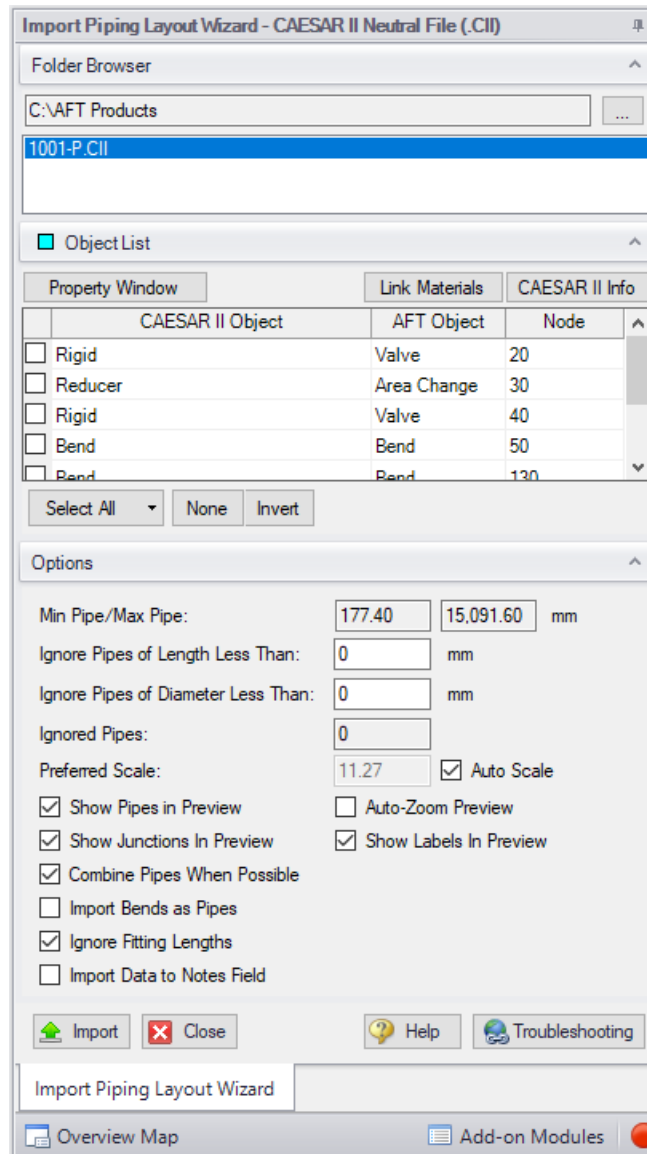 Import Piping Layout Wizard - CAESAR II Neutral File (.CII)
Folder Browser
C:\AFT Products
...
1001-P.CII
Object List
Property Window Link Materials CAESAR II Info
CAESAR II Object AFT Object Node
Rigid Valve 20
Reducer Area Change 30
Rigid Valve 40
Bend Bend 50
Bend Bend 130
Select All None Invert
Options
Min Pipe/Max Pipe: 177.40 15,091.60 mm
Ignore Pipes of Length Less Than: 0 mm
Ignore Pipes of Diameter Less Than: 0 mm
Ignored Pipes: 0
Preferred Scale: 11.27 Auto Scale
Show Pipes in Preview Auto-Zoom Preview
Show Junctions In Preview Show Labels In Preview
Combine Pipes When Possible
Import Bends as Pipes
Ignore Fitting Lengths
Import Data to Notes Field
Import Close Help Troubleshooting
Import Piping Layout Wizard
Overview Map Add-on Modules